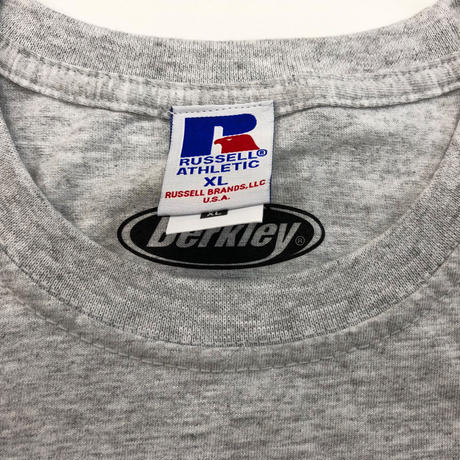 R
RUSSELL®
ATHLETIC
XL
RUSSELL BRANDS, LLC
U.S.A.
XL
berkley®